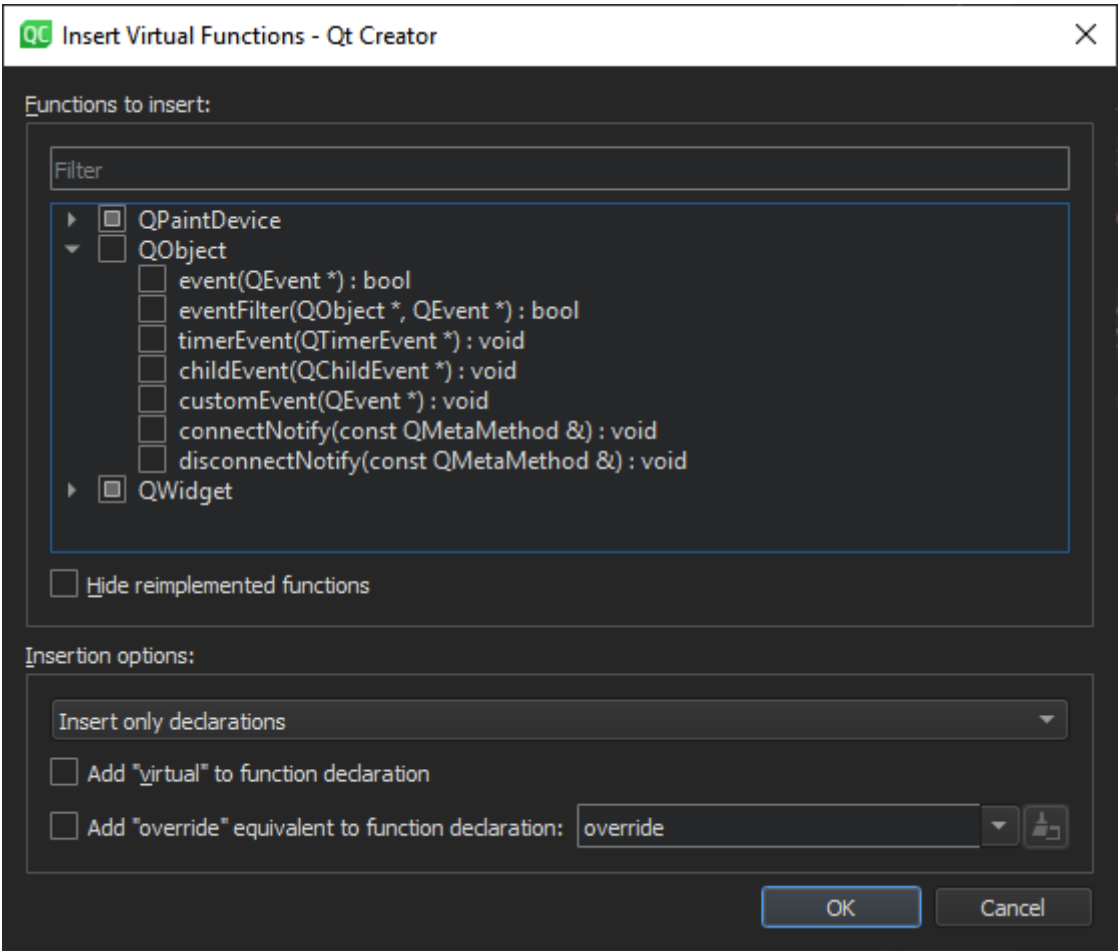 QC Insert Virtual Functions - Qt Creator
Functions to insert:
Filter
QPaintDevice
QObject
event(QEvent *) : bool
eventFilter(QObject *, QEvent *) : bool
timerEvent(QTimerEvent *) : void
childEvent(QChildEvent *) : void
customEvent(QEvent *) : void
connectNotify(const QMetaMethod &) : void
disconnectNotify(const QMetaMethod &) : void
QWidget
Hide reimplemented functions
Insertion options:
Insert only declarations
Add "virtual" to function declaration
Add "override" equivalent to function declaration: override
OK Cancel